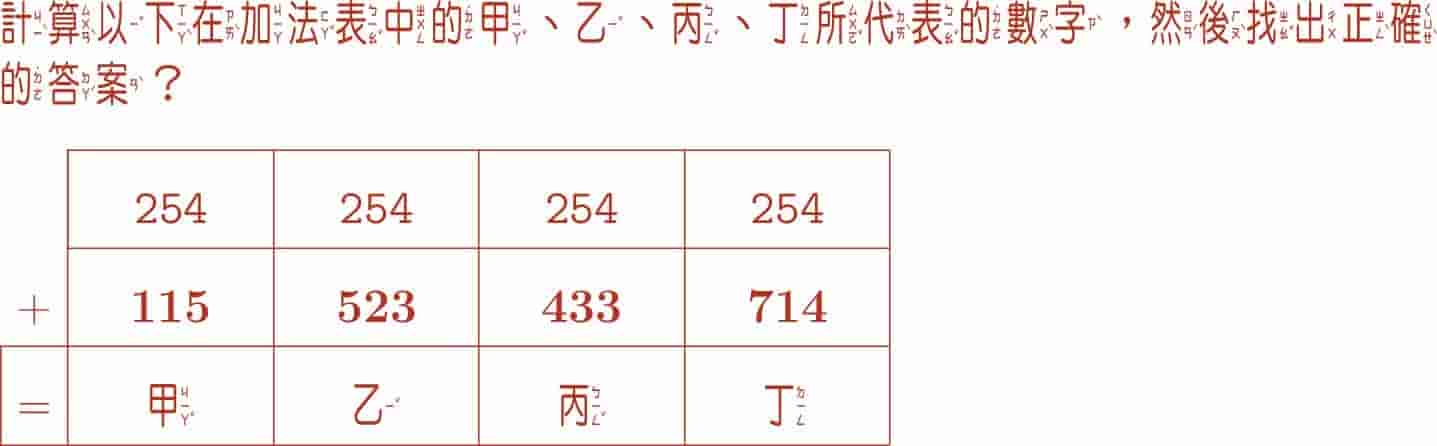 計算以下在加法表中的甲、乙、丙、丁所代表的數字，然後找出正確
的答案？
254 254 254 254
+ 115 523 433 714
= 甲 乙 丙 丁